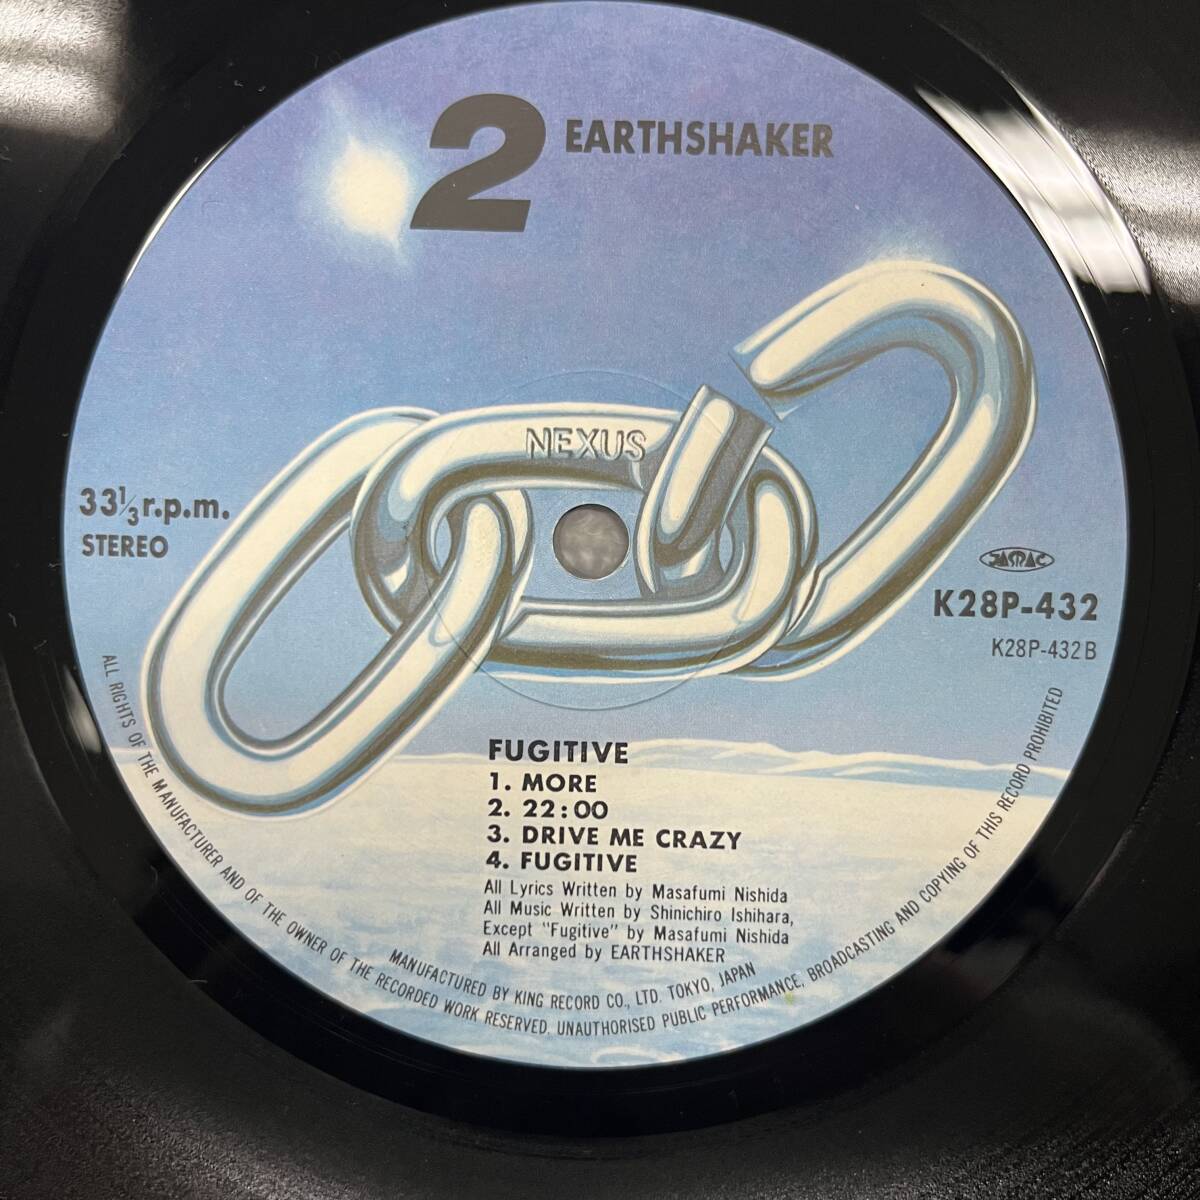 2 EARTHSHAKER
NEXUS
33 1/3 r.p.m.
STEREO
JASRAC
K28P-432
K28P-432B
FUGITIVE
1. MORE
2. 22:00
3. DRIVE ME CRAZY
4. FUGITIVE
All Lyrics Written by Masafumi Nishida
All Music Written by Shinichiro Ishihara,
Except "Fugitive" by Masafumi Nishida
All Arranged by EARTHSHAKER
MANUFACTURED BY KING RECORD CO., LTD. TOKYO, JAPAN
ALL RIGHTS OF THE MANUFACTURER AND OF THE OWNER OF THE RECORDED WORK RESERVED. UNAUTHORISED PUBLIC PERFORMANCE, BROADCASTING AND COPYING OF THIS RECORD PROHIBITED